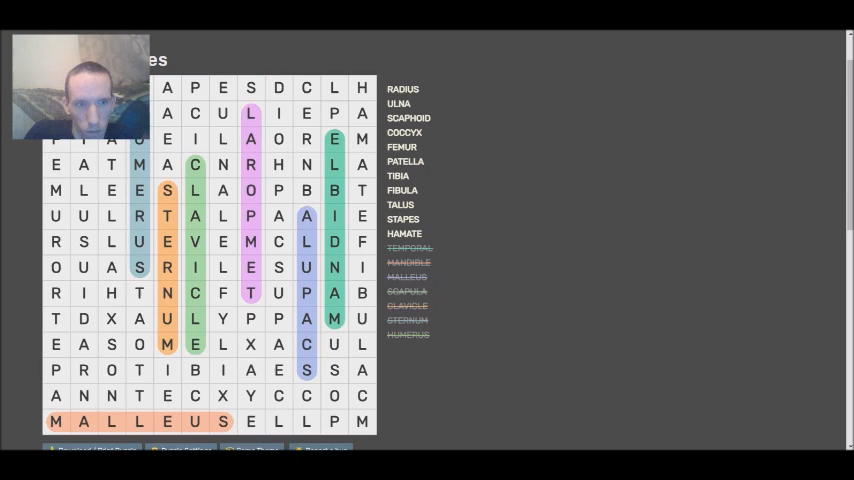 es
A P E S D C L H
A C U L I E P A
E I L A O R E M
E A T M A C N R H N L A
M L E E S L A O P B B T
U U L R T A L P A A I E
R S L U E V E M C L D F
O U A S R I L E S U N I
R I H T N C F T U P A B
T D X A U L Y P P A M U
E A S O M E L X A C U L
P R O T I B I A E S S A
A N N T E C X Y C C O C
M A L L E U S E L L P M
RADIUS
ULNA
SCAPHOID
COCCYX
FEMUR
PATELLA
TIBIA
FIBULA
TALUS
STAPES
HAMATE
TEMPORAL
MANDIBLE
MALLEUS
SCAPULA
CLAVICLE
STERNUM
HUMERUS